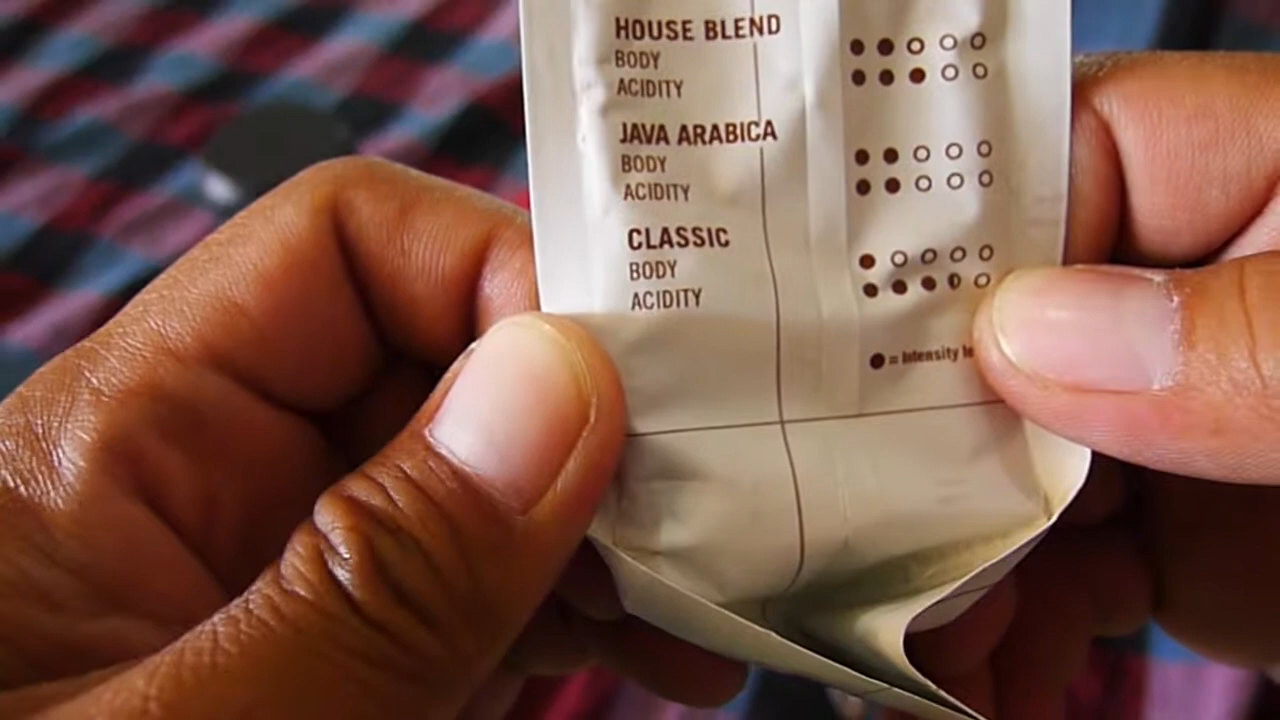 HOUSE BLEND
BODY
ACIDITY
JAVA ARABICA
BODY
ACIDITY
CLASSIC
BODY
ACIDITY
= Intensity